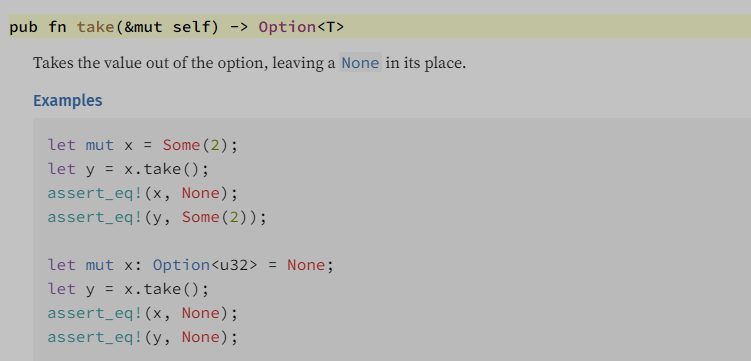 pub fn take(&mut self) -> Option<T>
Takes the value out of the option, leaving a None in its place.
Examples
let mut x = Some(2);
let y = x.take();
assert_eq!(x, None);
assert_eq!(y, Some(2));
let mut x: Option<u32> = None;
let y = x.take();
assert_eq!(x, None);
assert_eq!(y, None);